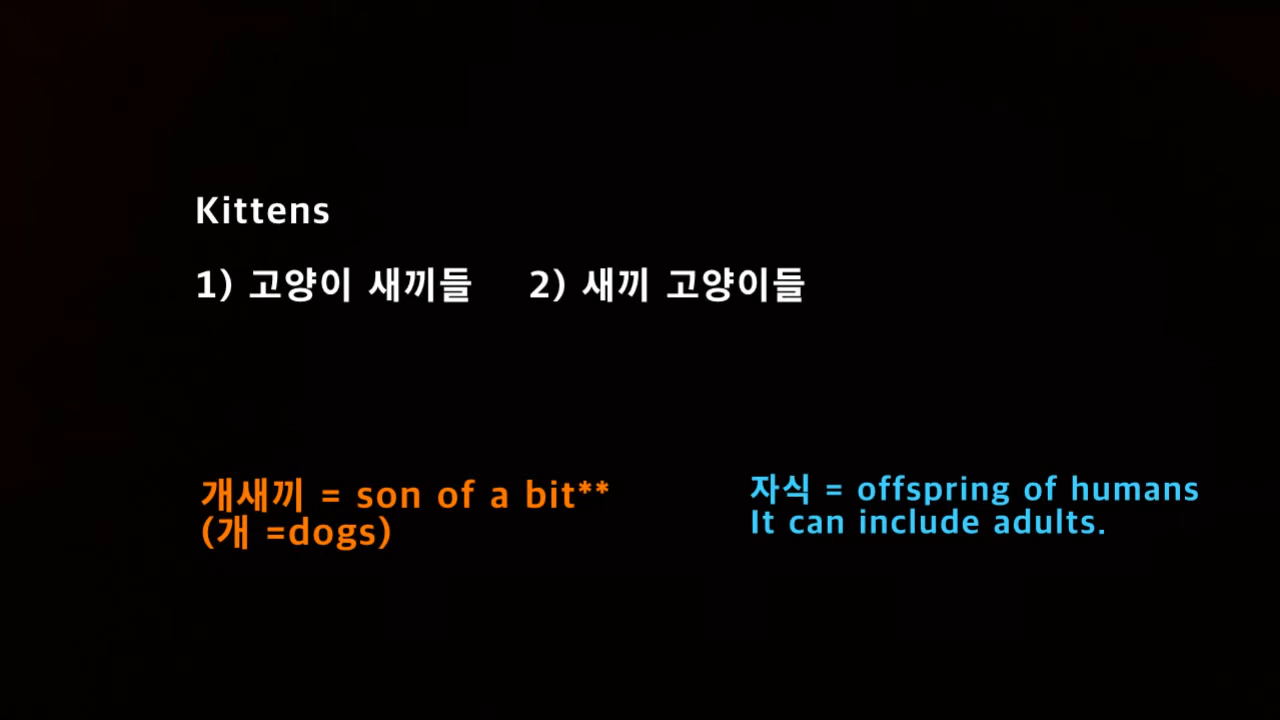 Kittens
1) 고양이 새끼들 2) 새끼 고양이들
개새끼 = son of a bit**
(개 =dogs)
자식 = offspring of humans
It can include adults.